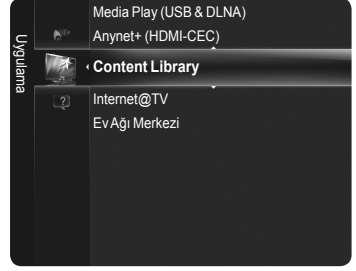 Uygulama
Media Play (USB & DLNA)
Anynet+ (HDMI-CEC)
Content Library
Internet@TV
Ev Ağı Merkezi